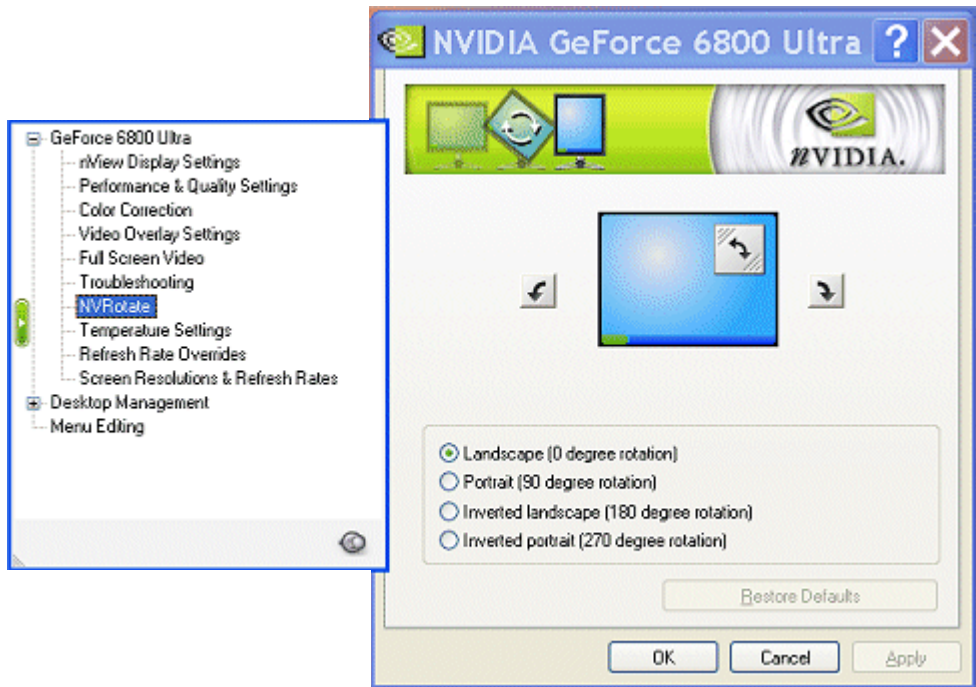 GeForce 6800 Ultra
nView Display Settings
Performance & Quality Settings
Color Correction
Video Overlay Settings
Full Screen Video
Troubleshooting
NVRotate
Temperature Settings
Refresh Rate Overrides
Screen Resolutions & Refresh Rates
Desktop Management
Menu Editing
NVIDIA GeForce 6800 Ultra
nVIDIA.
Landscape (0 degree rotation)
Portrait (90 degree rotation)
Inverted landscape (180 degree rotation)
Inverted portrait (270 degree rotation)
Restore Defaults
OK Cancel Apply